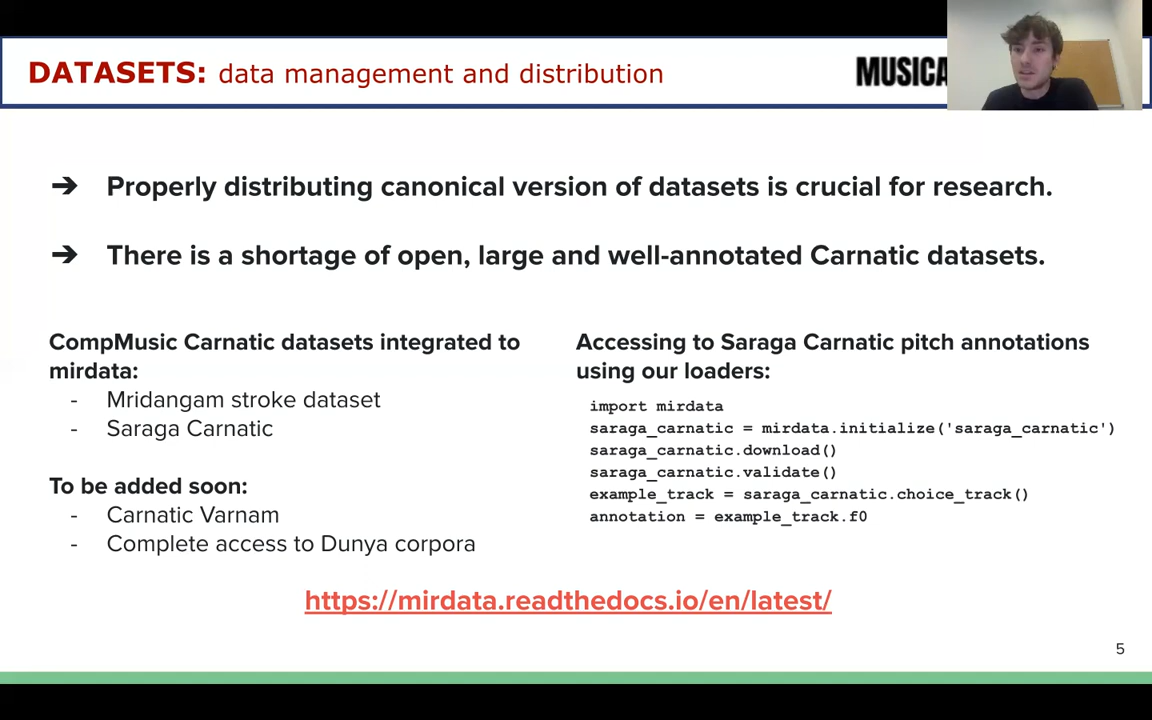 DATASETS: data management and distribution
MUSICA
➔ Properly distributing canonical version of datasets is crucial for research.
➔ There is a shortage of open, large and well-annotated Carnatic datasets.
CompMusic Carnatic datasets integrated to
mirdata:
- Mridangam stroke dataset
- Saraga Carnatic
To be added soon:
- Carnatic Varnam
- Complete access to Dunya corpora
Accessing to Saraga Carnatic pitch annotations
using our loaders:
import mirdata
saraga_carnatic = mirdata.initialize('saraga_carnatic')
saraga_carnatic.download()
saraga_carnatic.validate()
example_track = saraga_carnatic.choice_track()
annotation = example_track.f0
https://mirdata.readthedocs.io/en/latest/
5